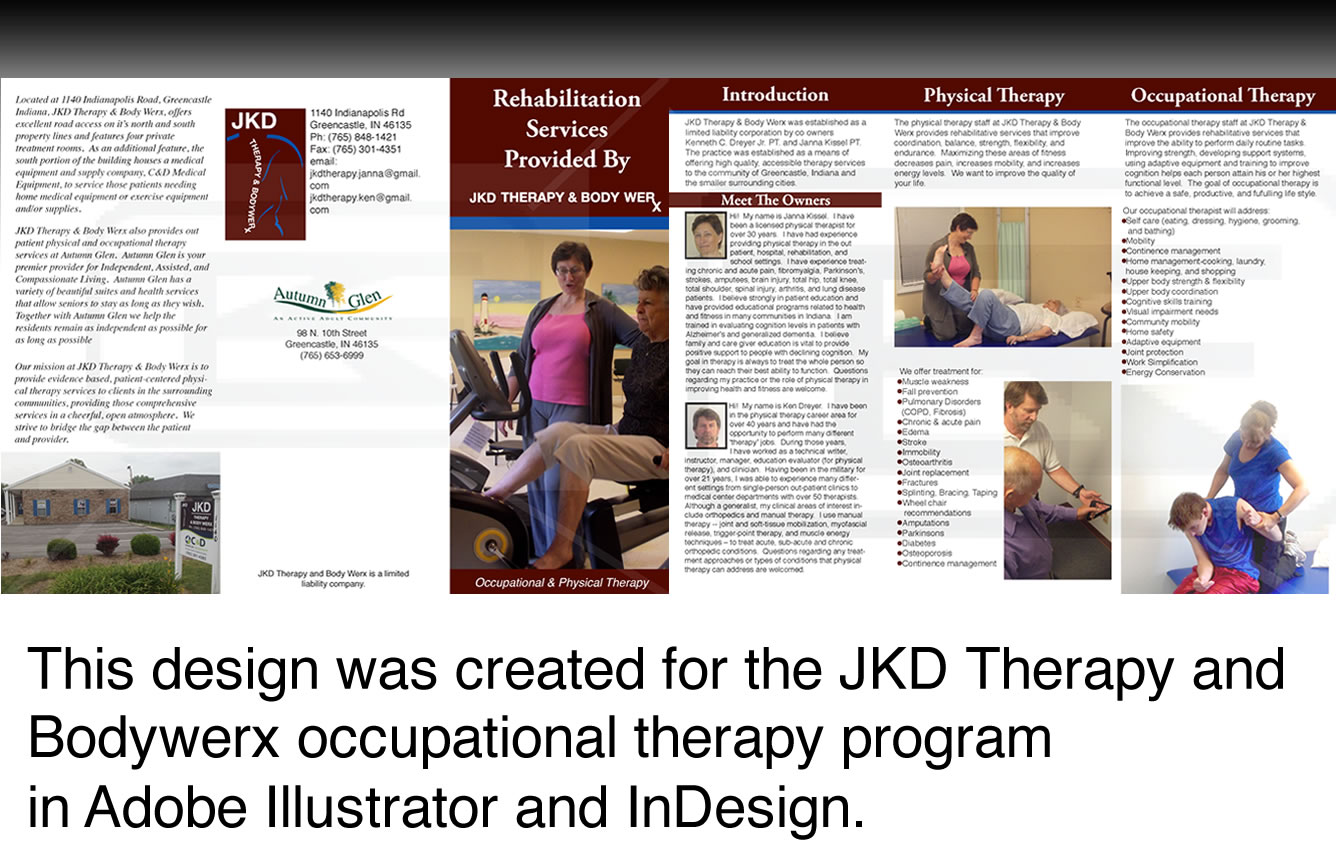 Located at 1140 Indianapolis Road, Greencastle
Indiana, JKD Therapy & Body Werx, offers
excellent road access on it's north and south
property lines and features four private
treatment rooms. As an additional feature, the
south portion of the building houses a medical
equipment and supply company, C&D Medical
Equipment, to service those patients needing
home medical equipment or exercise equipment
and/or supplies.
JKD Therapy & Body Werx also provides out
patient physical and occupational therapy
services at Autumn Glen. Autumn Glen is your
premier provider for Independent, Assisted, and
Compassionate Living. Autumn Glen has a
variety of beautiful suites and health services
that allow seniors to stay as long as they wish.
Together with Autumn Glen we help the
residents remain as independent as possible for
as long as possible
Our mission at JKD Therapy & Body Werx is to
provide evidence based, patient-centered physi-
cal therapy services to clients in the surrounding
communities, providing those comprehensive
services in a cheerful, open atmosphere. We
strive to bridge the gap between the patient
and provider.
JKD
THERAPY
& BODY WERX
C&D
JKD
THERAPY & BODYWERX
1140 Indianapolis Rd
Greencastle, IN 46135
Ph: (765) 848-1421
Fax: (765) 301-4351
email:
jkdtherapy.janna@gmail.
com
jkdtherapy.ken@gmail.
com
Autumn Glen
AN ACTIVE ADULT COMMUNITY
98 N. 10th Street
Greencastle, IN 46135
(765) 653-6999
JKD Therapy and Body Werx is a limited
liability company.
Rehabilitation
Services
Provided By
JKD THERAPY & BODY WERX
Occupational & Physical Therapy
Introduction
JKD Therapy & Body Werx was established as a
limited liability corporation by co owners
Kenneth C. Dreyer Jr. PT. and Janna Kissel PT.
The practice was established as a means of
offering high quality, accessible therapy services
to the community of Greencastle, Indiana and
the smaller surrounding cities.
Meet The Owners
Hi! My name is Janna Kissel. I have
been a licensed physical therapist for
over 30 years. I have had experience
providing physical therapy in the out
patient, hospital, rehabilitation, and
school settings. I have experience treat-
ing chronic and acute pain, fibromyalgia, Parkinson's,
strokes, amputees, brain injury, total hip, total knee,
total shoulder, spinal injury, arthritis, and lung disease
patients. I believe strongly in patient education and
have provided educational programs related to health
and fitness in many communities in Indiana. I am
trained in evaluating cognition levels in patients with
Alzheimer's and generalized dementia. I believe
family and care giver education is vital to provide
positive support to people with declining cognition. My
goal in therapy is always to treat the whole person so
they can reach their best ability to function. Questions
regarding my practice or the role of physical therapy in
improving health and fitness are welcome.
Hi! My name is Ken Dreyer. I have been
in the physical therapy career area for
over 40 years and have had the
opportunity to perform many different
'therapy' jobs. During those years,
I have worked as a technical writer,
instructor, manager, education evaluator (for physical
therapy), and clinician. Having been in the military for
over 21 years, I was able to experience many differ-
ent settings from single-person out-patient clinics to
medical center departments with over 50 therapists.
Although a generalist, my clinical areas of interest in-
clude orthopedics and manual therapy. I use manual
therapy -- joint and soft-tissue mobilization, myofascial
release, trigger-point therapy, and muscle energy
techniques -- to treat acute, sub-acute and chronic
orthopedic conditions. Questions regarding any treat-
ment approaches or types of conditions that physical
therapy can address are welcomed.
Physical Therapy
The physical therapy staff at JKD Therapy & Body
Werx provides rehabilitative services that improve
coordination, balance, strength, flexibility, and
endurance. Maximizing these areas of fitness
decreases pain, increases mobility, and increases
energy levels. We want to improve the quality of
your life.
We offer treatment for:
●Muscle weakness
●Fall prevention
●Pulmonary Disorders
(COPD, Fibrosis)
●Chronic & acute pain
●Edema
●Stroke
●Immobility
●Osteoarthritis
●Joint replacement
●Fractures
●Splinting, Bracing, Taping
●Wheel chair
recommendations
●Amputations
●Parkinsons
●Diabetes
●Osteoporosis
●Continence management
Occupational Therapy
The occupational therapy staff at JKD Therapy &
Body Werx provides rehabilitative services that
improve the ability to perform daily routine tasks.
Improving strength, developing support systems,
using adaptive equipment and training to improve
cognition helps each person attain his or her highest
functional level. The goal of occupational therapy is
to achieve a safe, productive, and fufulling life style.
Our occupational therapist will address:
●Self care (eating, dressing, hygiene, grooming,
and bathing)
●Mobility
●Continence management
●Home management-cooking, laundry,
house keeping, and shopping
●Upper body strength & flexibility
●Upper body coordination
●Cognitive skills training
●Visual impairment needs
●Community mobility
●Home safety
●Adaptive equipment
●Joint protection
●Work Simplification
●Energy Conservation
This design was created for the JKD Therapy and
Bodywerx occupational therapy program
in Adobe Illustrator and InDesign.